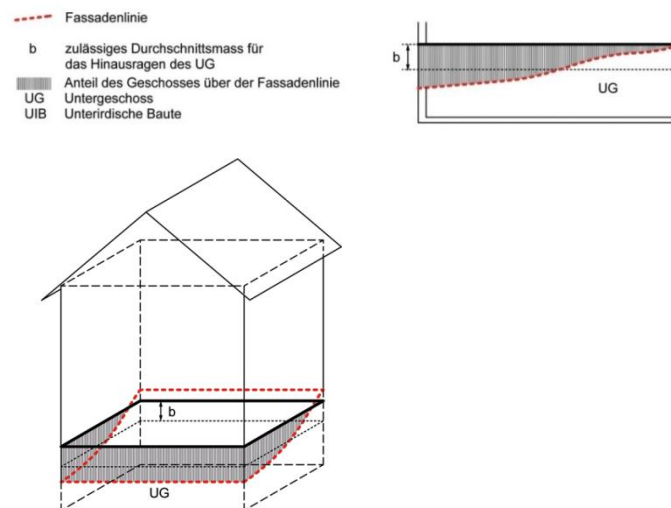 Fassadenlinie
b zulässiges Durchschnittsmass für
das Hinausragen des UG
Anteil des Geschosses über der Fassadenlinie
UG Untergeschoss
UIB Unterirdische Baute
b
UG
b
UG